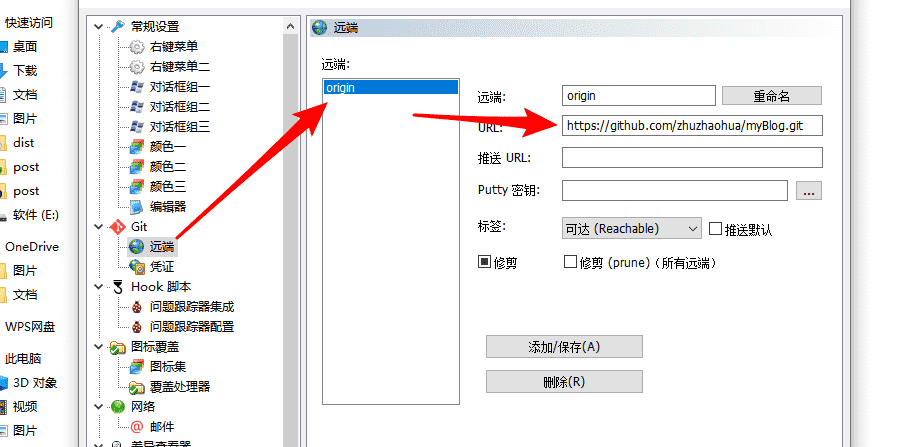 快速访问
桌面
下载
文档
图片
dist
post
post
软件 (E:)
OneDrive
图片
文档
WPS网盘
此电脑
3D 对象
视频
图片
常规设置
右键菜单
右键菜单二
对话框组一
对话框组二
对话框组三
颜色一
颜色二
颜色三
编辑器
Git
远端
凭证
Hook 脚本
问题跟踪器集成
问题跟踪器配置
图标覆盖
图标集
覆盖处理器
网络
邮件
差异查看器
远端
远端:
origin
远端: origin 重命名
URL: https://github.com/zhuzhaohua/myBlog.git
推送 URL:
Putty 密钥: ...
标签: 可达 (Reachable) 推送默认
修剪 修剪 (prune)（所有远端）
添加/保存(A)
删除(R)